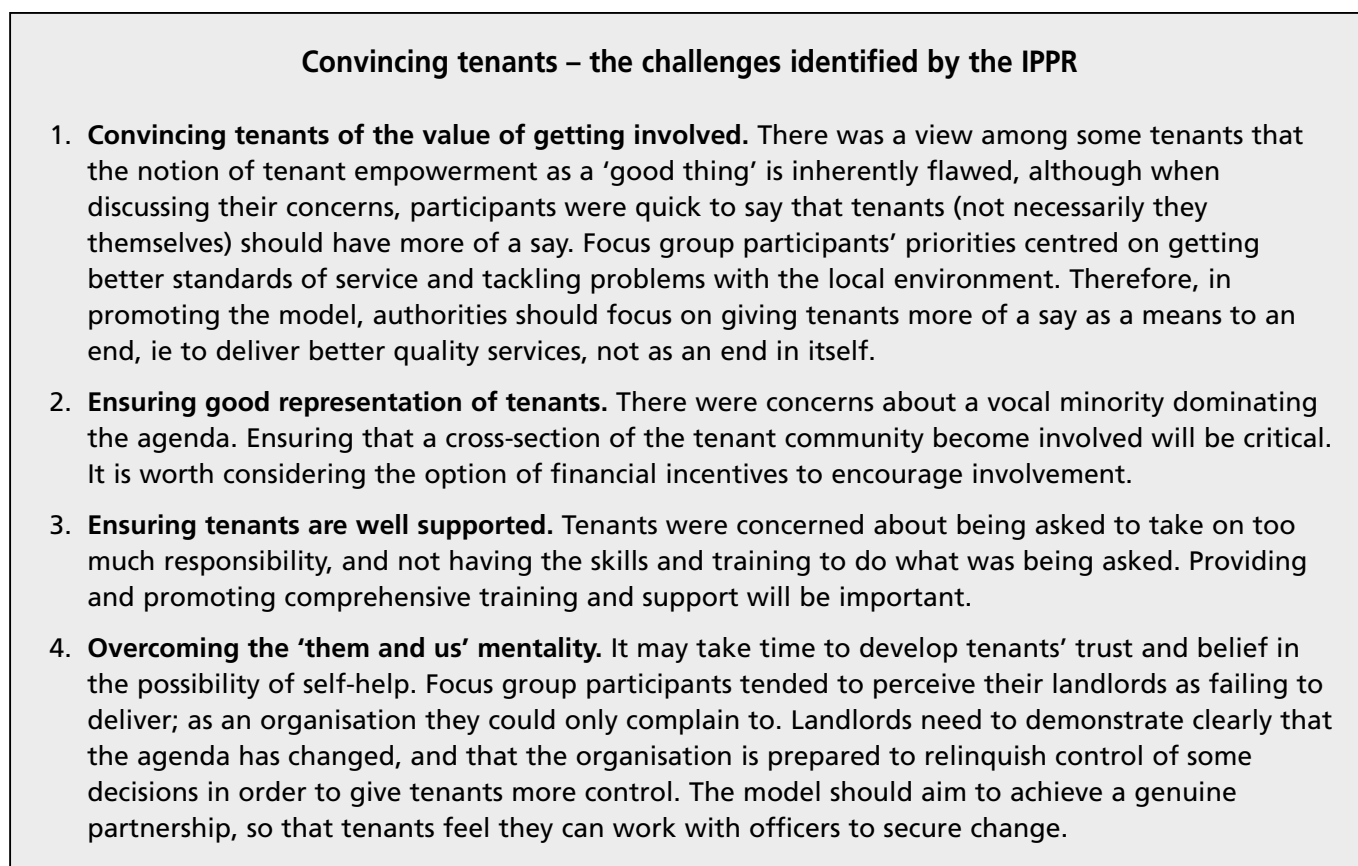 Convincing tenants – the challenges identified by the IPPR
1. Convincing tenants of the value of getting involved. There was a view among some tenants that
the notion of tenant empowerment as a ‘good thing’ is inherently flawed, although when
discussing their concerns, participants were quick to say that tenants (not necessarily they
themselves) should have more of a say. Focus group participants’ priorities centred on getting
better standards of service and tackling problems with the local environment. Therefore, in
promoting the model, authorities should focus on giving tenants more of a say as a means to an
end, ie to deliver better quality services, not as an end in itself.
2. Ensuring good representation of tenants. There were concerns about a vocal minority dominating
the agenda. Ensuring that a cross-section of the tenant community become involved will be critical.
It is worth considering the option of financial incentives to encourage involvement.
3. Ensuring tenants are well supported. Tenants were concerned about being asked to take on too
much responsibility, and not having the skills and training to do what was being asked. Providing
and promoting comprehensive training and support will be important.
4. Overcoming the ‘them and us’ mentality. It may take time to develop tenants’ trust and belief in
the possibility of self-help. Focus group participants tended to perceive their landlords as failing to
deliver; as an organisation they could only complain to. Landlords need to demonstrate clearly that
the agenda has changed, and that the organisation is prepared to relinquish control of some
decisions in order to give tenants more control. The model should aim to achieve a genuine
partnership, so that tenants feel they can work with officers to secure change.